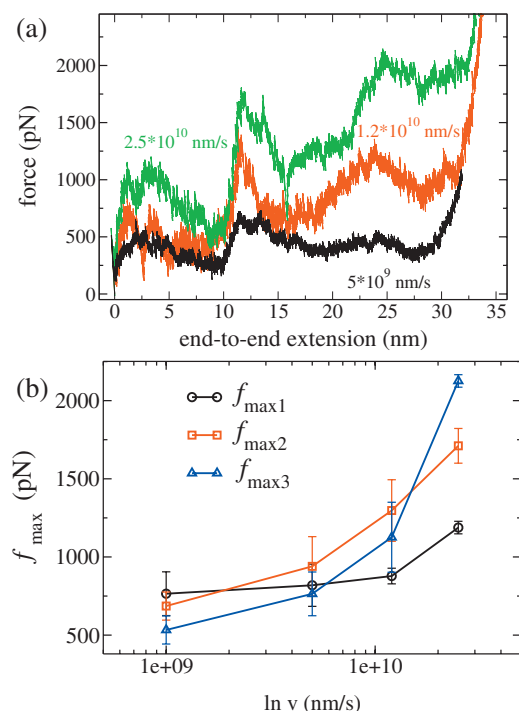 (a)
2000
1500
1000
500
0
force (pN)
2.5*10^10 nm/s
1.2*10^10 nm/s
5*10^9 nm/s
0 5 10 15 20 25 30 35
end-to-end extension (nm)
(b)
2000
1500
1000
500
f_max (pN)
f_max1
f_max2
f_max3
1e+09 1e+10
ln v (nm/s)